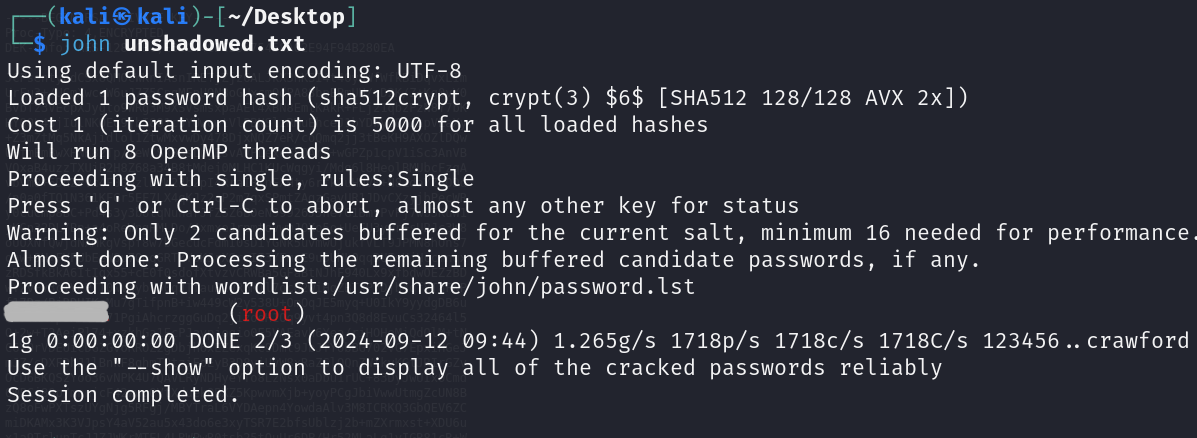 ┌──(kali㉿kali)-[~/Desktop]
└─$ john unshadowed.txt
Using default input encoding: UTF-8
Loaded 1 password hash (sha512crypt, crypt(3) $6$ [SHA512 128/128 AVX 2x])
Cost 1 (iteration count) is 5000 for all loaded hashes
Will run 8 OpenMP threads
Proceeding with single, rules:Single
Press 'q' or Ctrl-C to abort, almost any other key for status
Warning: Only 2 candidates buffered for the current salt, minimum 16 needed for performance.
Almost done: Processing the remaining buffered candidate passwords, if any.
Proceeding with wordlist:/usr/share/john/password.lst
(root)
1g 0:00:00:00 DONE 2/3 (2024-09-12 09:44) 1.265g/s 1718p/s 1718c/s 1718C/s 123456..crawford
Use the "--show" option to display all of the cracked passwords reliably
Session completed.